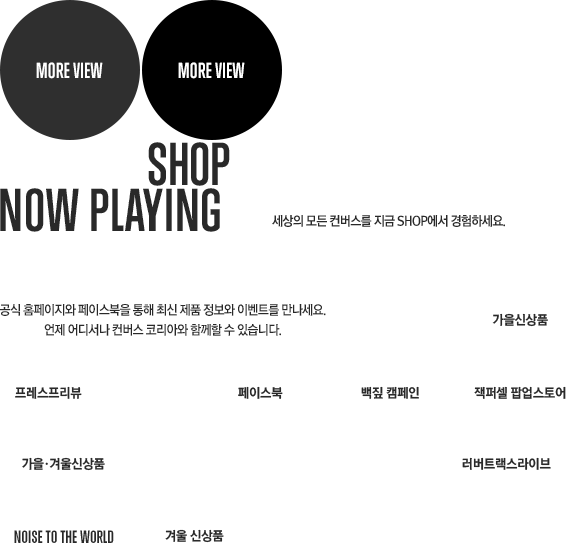 MORE VIEW
MORE VIEW
SHOP
NOW PLAYING
세상의 모든 컨버스를 지금 SHOP에서 경험하세요.
공식 홈페이지와 페이스북을 통해 최신 제품 정보와 이벤트를 만나세요.
언제 어디서나 컨버스 코리아와 함께할 수 있습니다.
가을신상품
프레스프리뷰
페이스북
백짖 캠페인
잭퍼셀 팝업스토어
가을·겨울신상품
러버트랙스라이브
NOISE TO THE WORLD
겨울 신상품